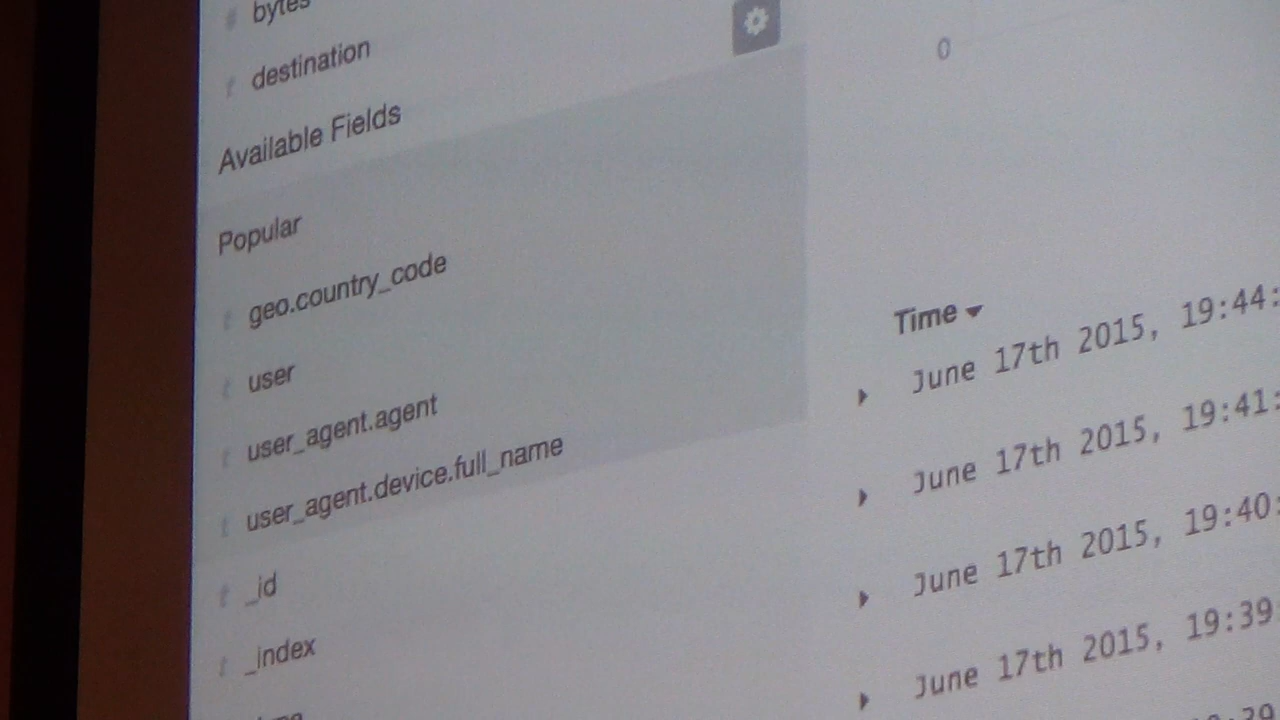 bytes
destination
Available Fields
Popular
t geo.country_code
t user
t user_agent.agent
t user_agent.device.full_name
t _id
t _index
0
Time
June 17th 2015, 19:44:
June 17th 2015, 19:41:
June 17th 2015, 19:40:
June 17th 2015, 19:39